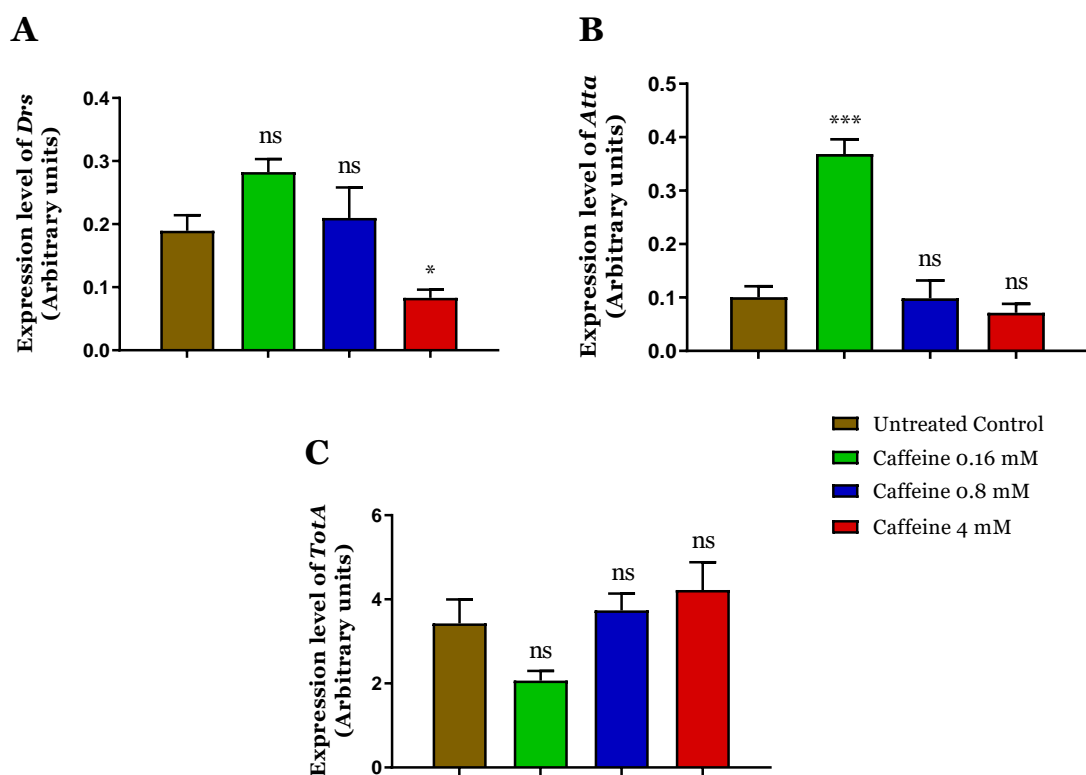 A
Expression level of Drs
(Arbitrary units)
0.4
0.3
0.2
0.1
0.0
ns
ns
*
B
Expression level of Atta
(Arbitrary units)
0.5
0.4
0.3
0.2
0.1
0.0
***
ns
ns
Untreated Control
Caffeine 0.16 mM
Caffeine 0.8 mM
Caffeine 4 mM
C
Expression level of TotA
(Arbitrary units)
6
4
2
0
ns
ns
ns